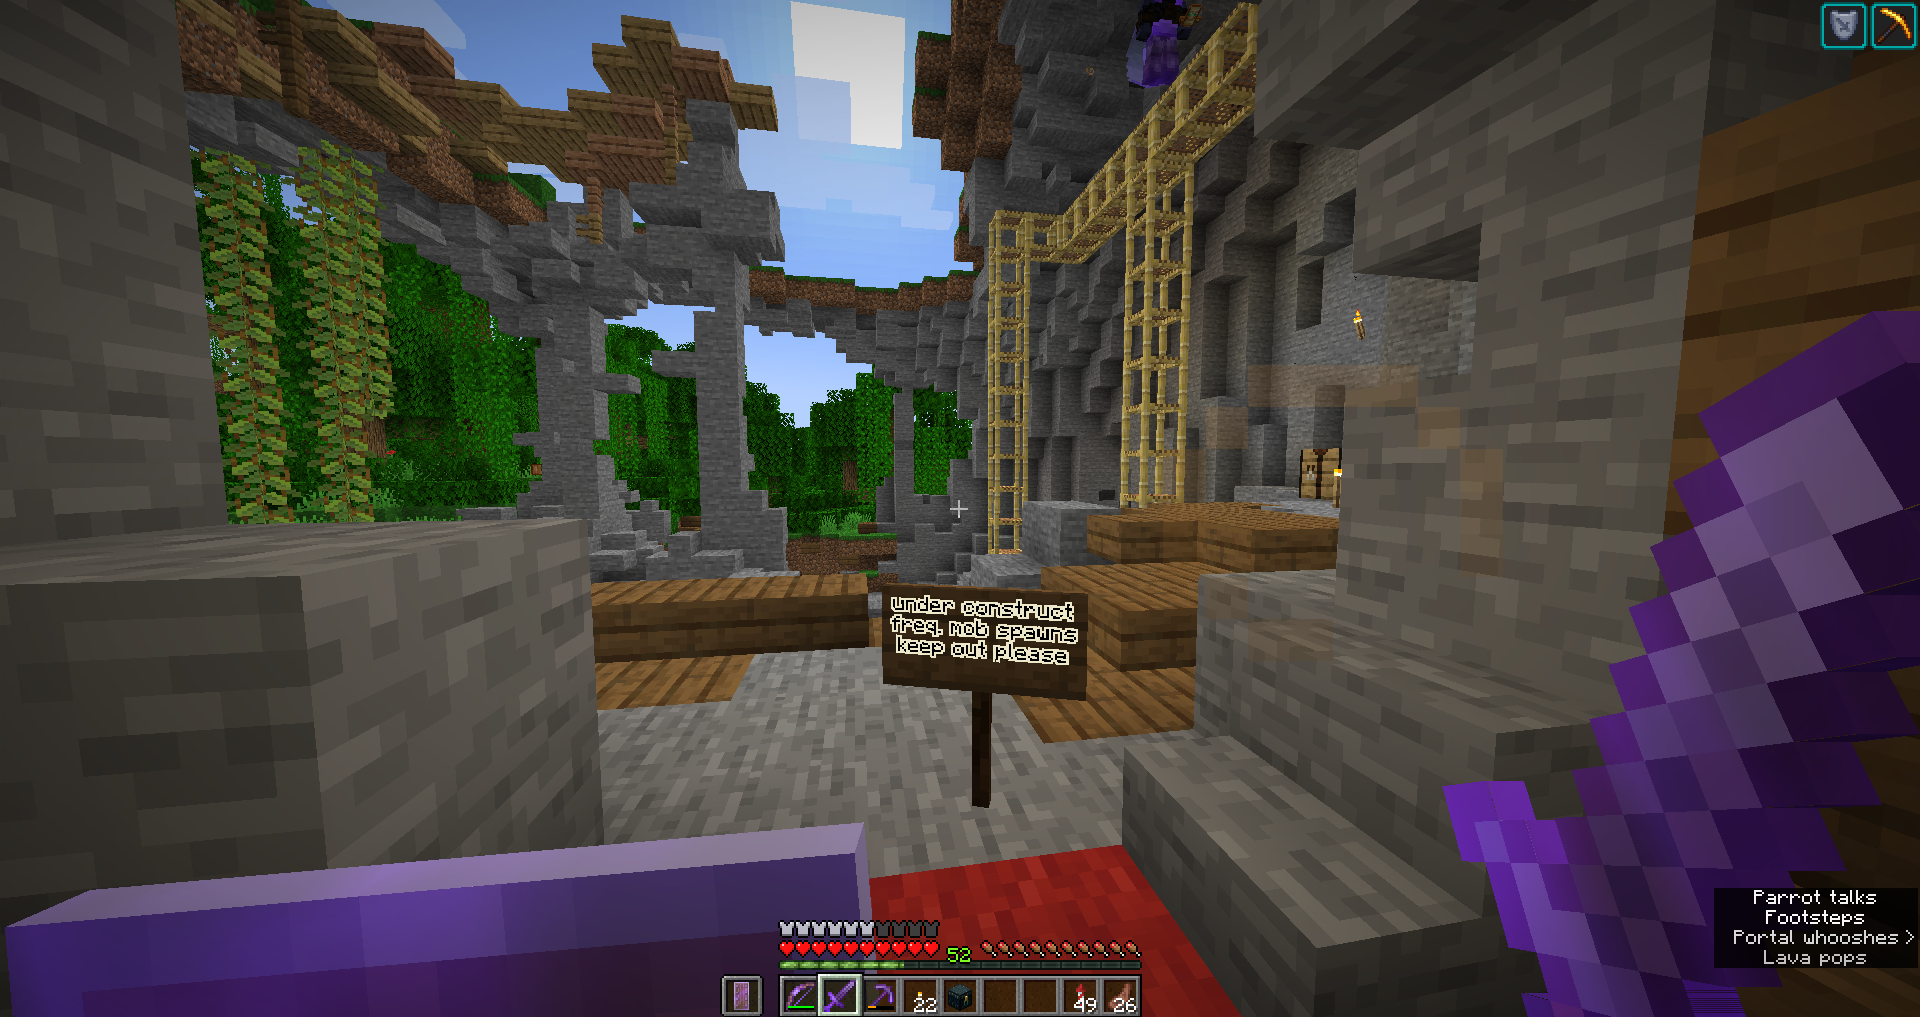 under construct
freq. mob spawns
keep out please
52
22
49
26
Parrot talks
Footsteps
Portal whooshes >
Lava pops